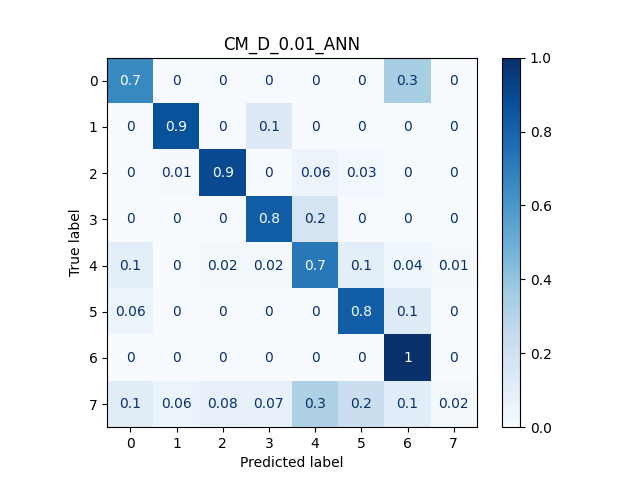 CM_D_0.01_ANN
0 0.7 0 0 0 0 0 0.3 0
1 0 0.9 0 0.1 0 0 0 0
2 0 0.01 0.9 0 0.06 0.03 0 0
3 0 0 0 0.8 0.2 0 0 0
4 0.1 0 0.02 0.02 0.7 0.1 0.04 0.01
5 0.06 0 0 0 0 0.8 0.1 0
6 0 0 0 0 0 0 1 0
7 0.1 0.06 0.08 0.07 0.3 0.2 0.1 0.02
0 1 2 3 4 5 6 7
Predicted label
True label
1.0
0.8
0.6
0.4
0.2
0.0